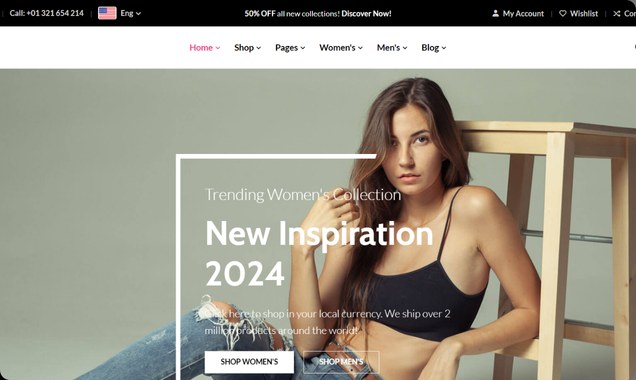 Call: +01 321 654 214 Eng 50% OFF all new collections! Discover Now! My Account Wishlist
Home Shop Pages Women's Men's Blog
Trending Women's Collection
New Inspiration
2024
Click here to shop in your local currency. We ship over 2
million products around the world!
SHOP WOMEN'S SHOP MEN'S